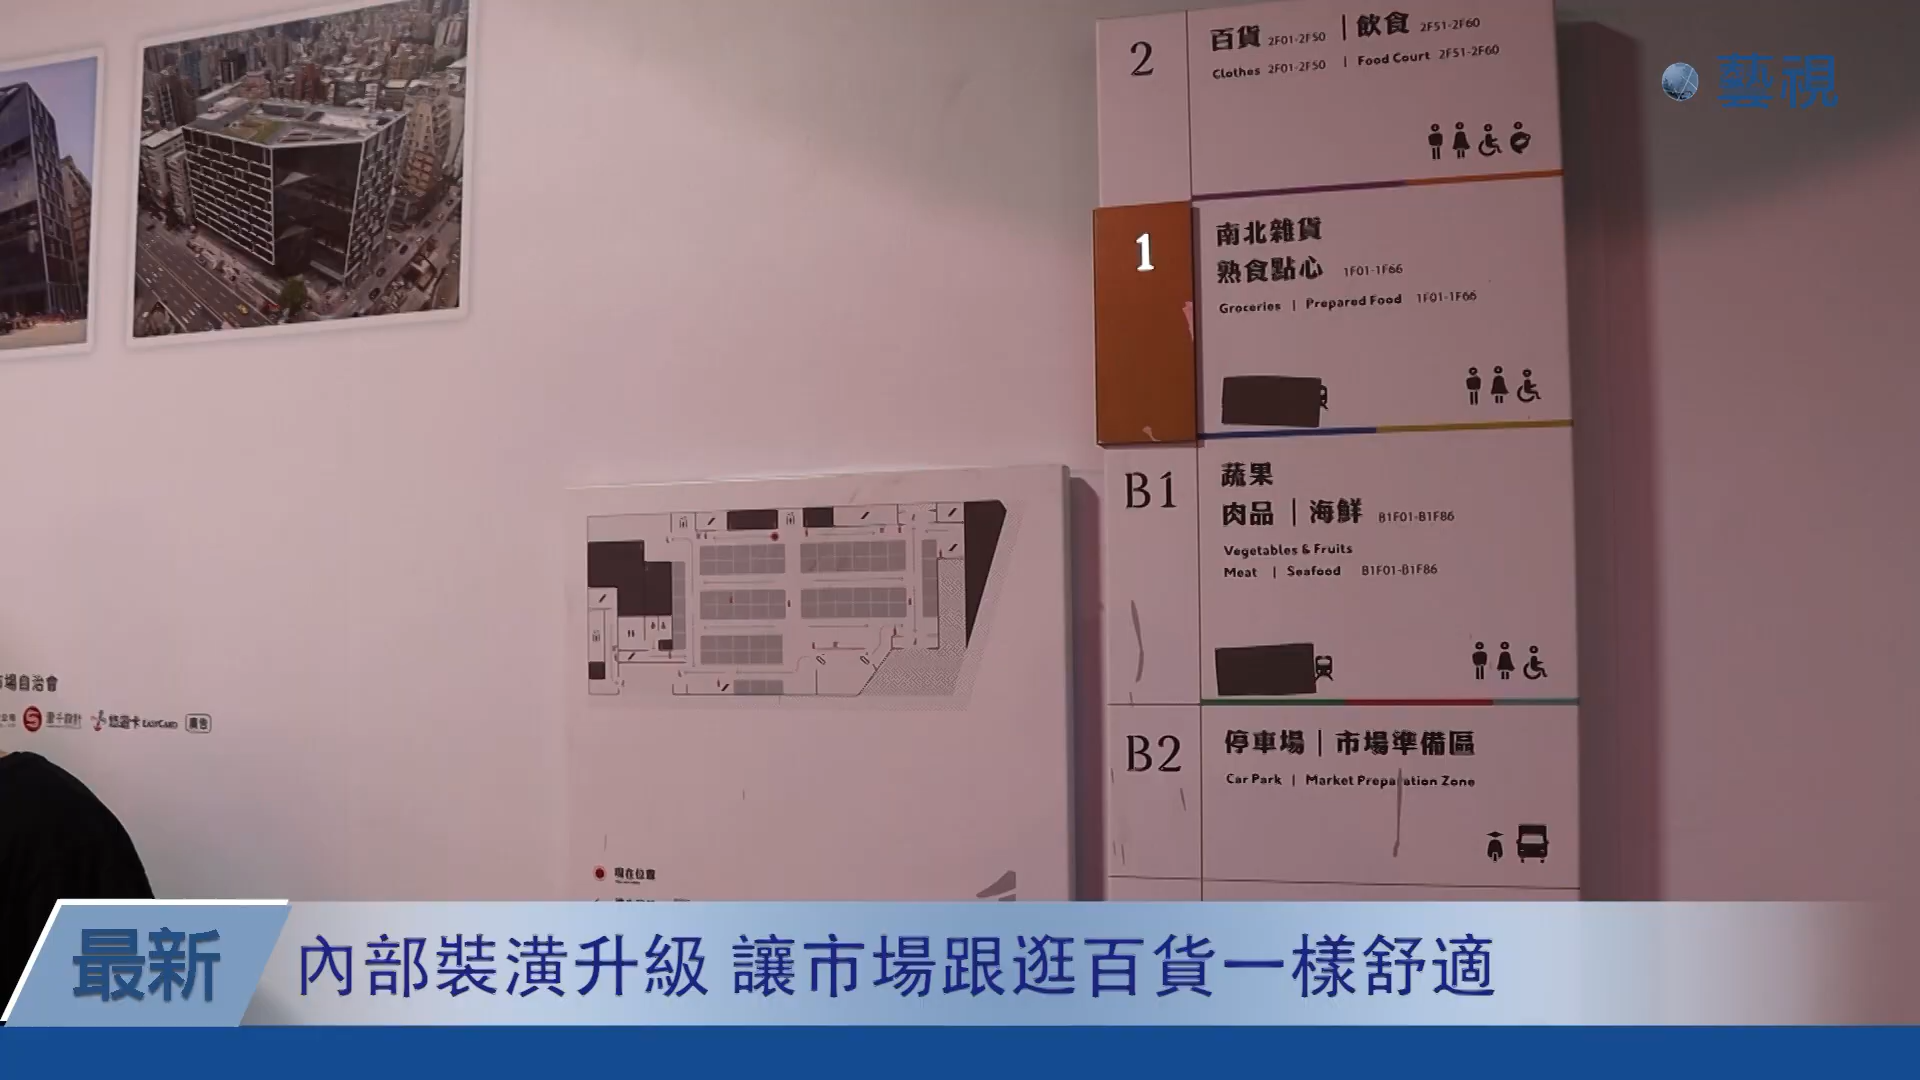 2
百貨 2F01-2F50 | 飲食 2F51-2F60
Clothes 2F01-2F50 | Food Court 2F51-2F60
藝視
1
南北雜貨
熟食點心 1F01-1F66
Groceries | Prepared Food 1F01-1F66
B1
蔬果
肉品 | 海鮮 B1F01-B1F86
Vegetables & Fruits
Meat | Seafood B1F01-B1F86
B2
停車場 | 市場準備區
Car Park | Market Preparation Zone
市場自治會
悠遊卡 EASYCARD 廣告
現在位置
最新
內部裝潢升級 讓市場跟逛百貨一樣舒適